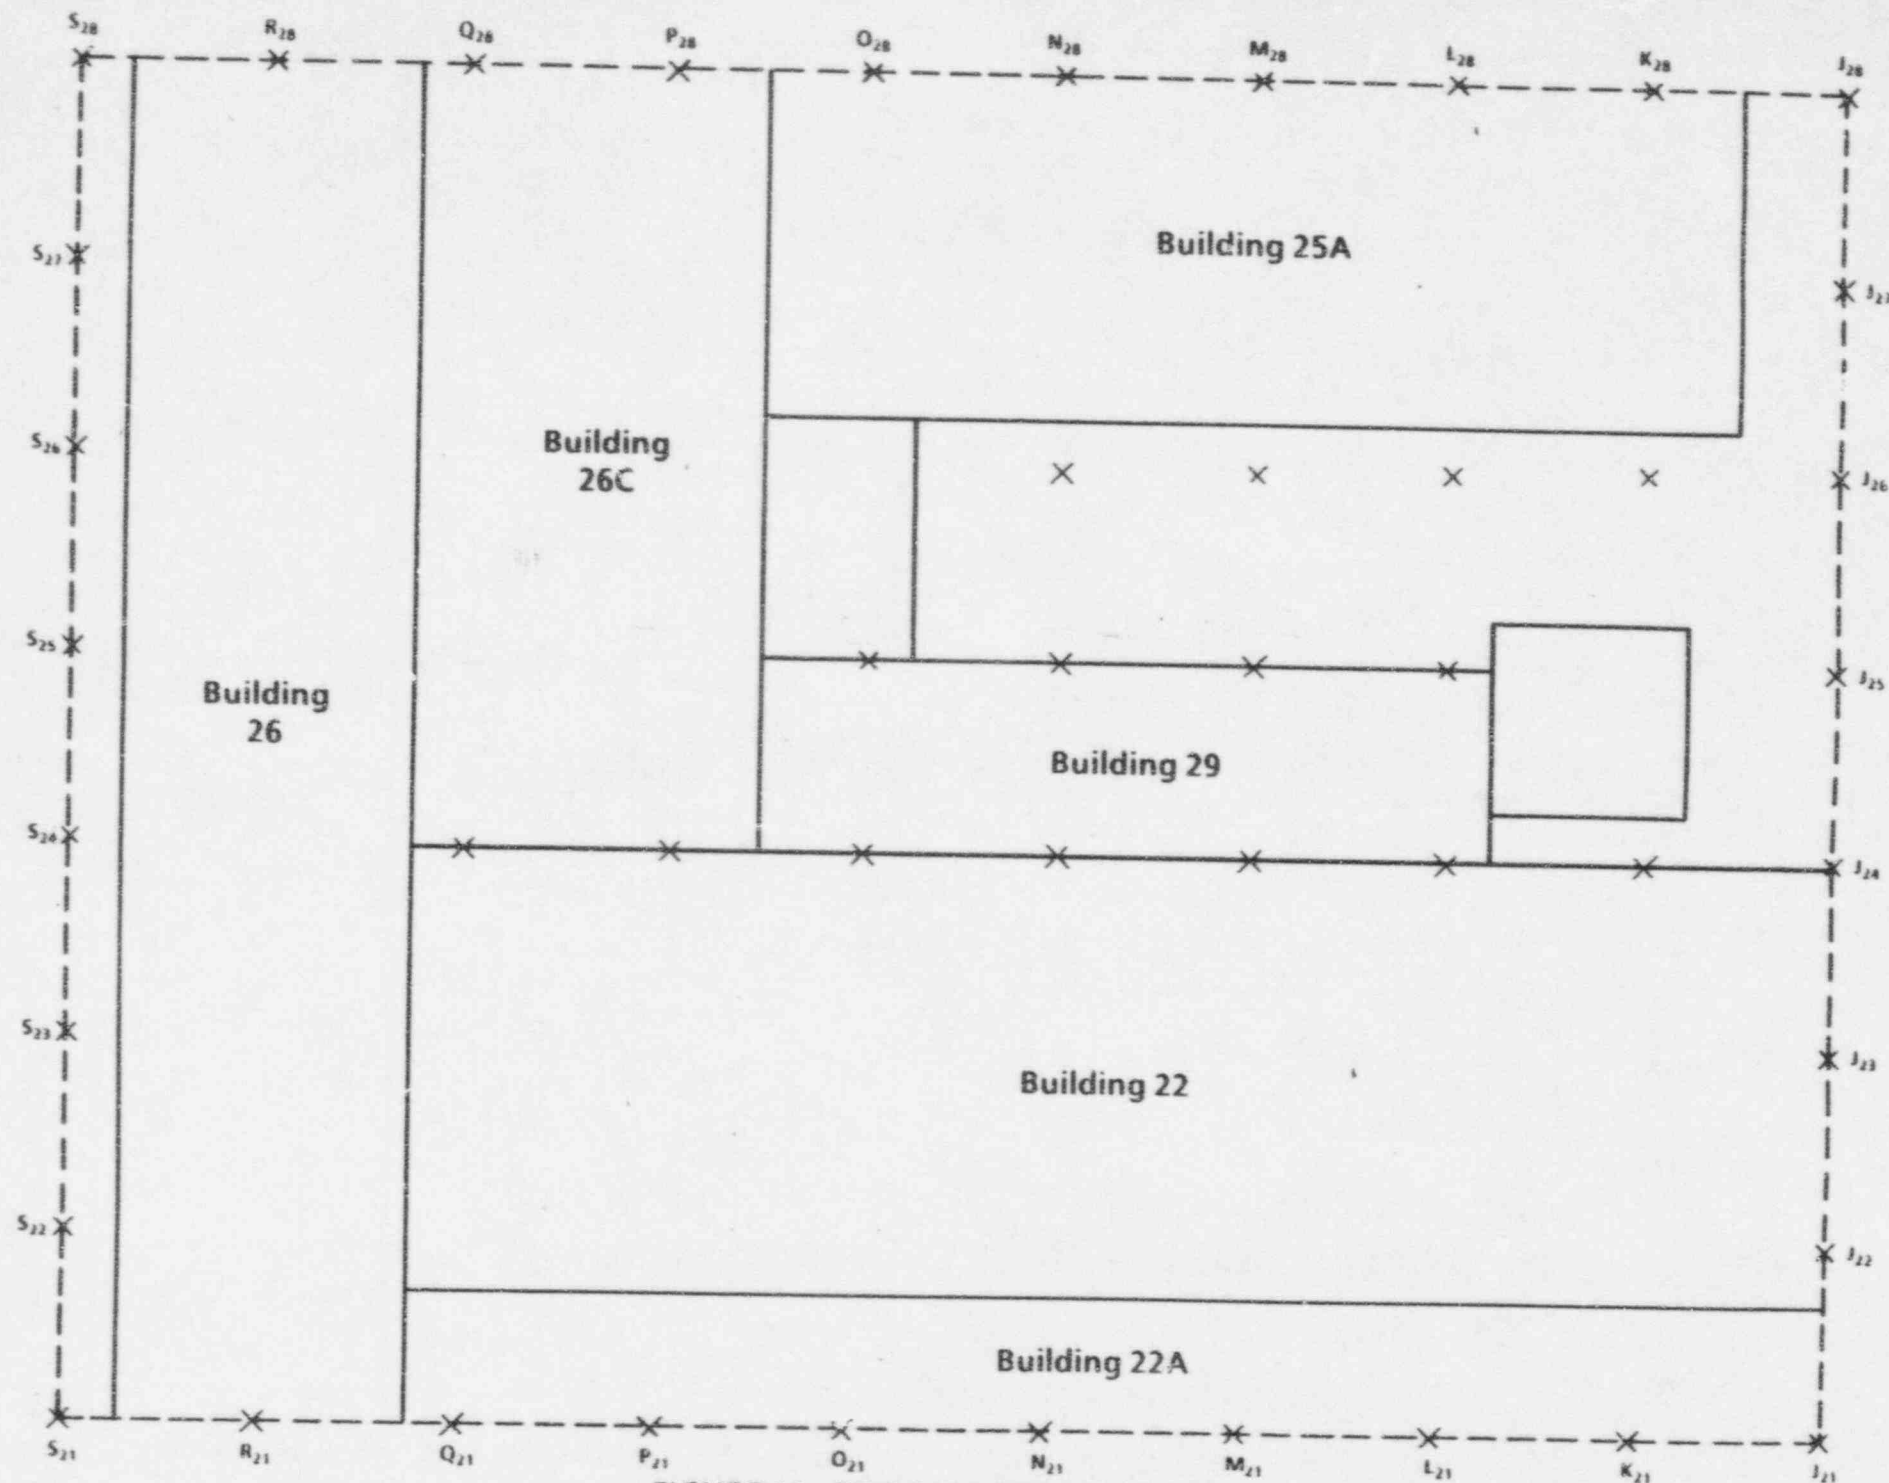 S28 R28 Q28 P28 O28 N28 M28 L28 K28 J28
Building 25A
S27
J27
Building
26C
S26
J26
S25
J25
Building
26
Building 29
S24
J24
S23
J23
Building 22
S22
J22
Building 22A
S21 R21 Q21 P21 O21 N21 M21 L21 K21 J21